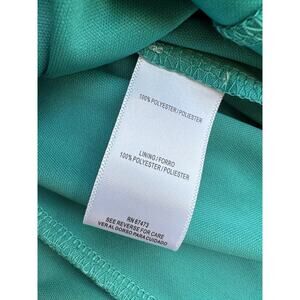 100% POLYESTER/POLIESTER
LINING/FORRO
100% POLYESTER/POLIESTER
RN 67473
SEE REVERSE FOR CARE
VER AL DORSO PARA CUIDADO